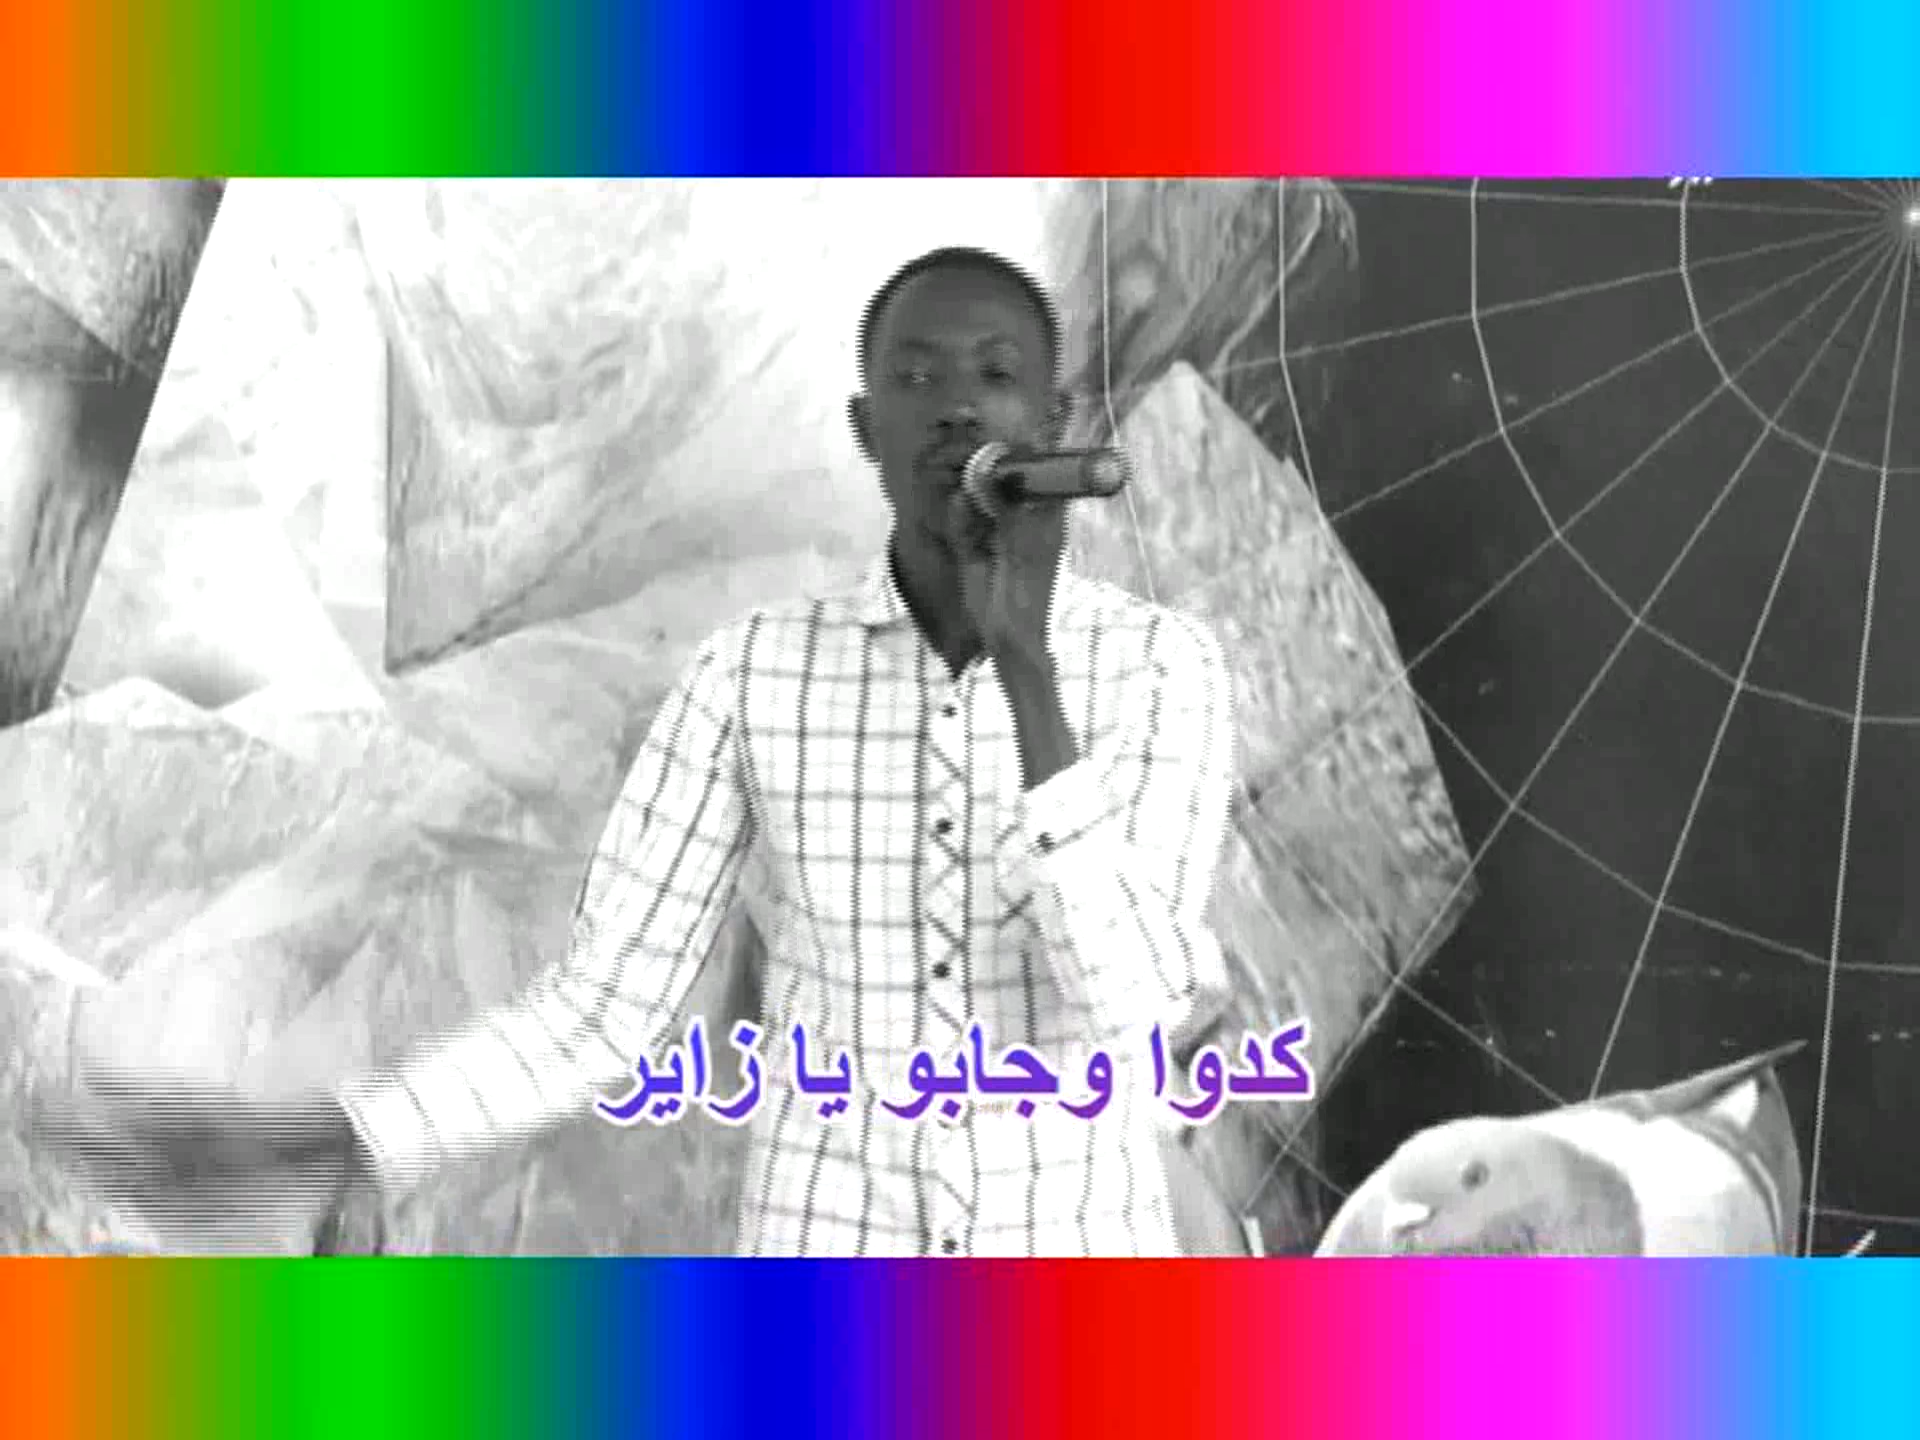 كدوا وجابو يا زاير